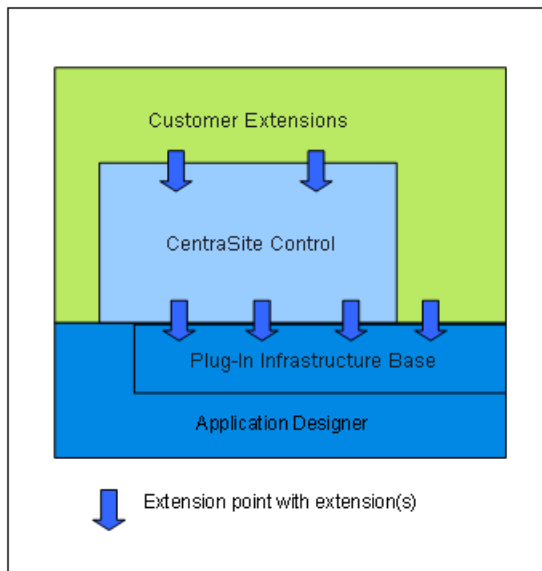 Customer Extensions
CentraSite Control
Plug-In Infrastructure Base
Application Designer
Extension point with extension(s)